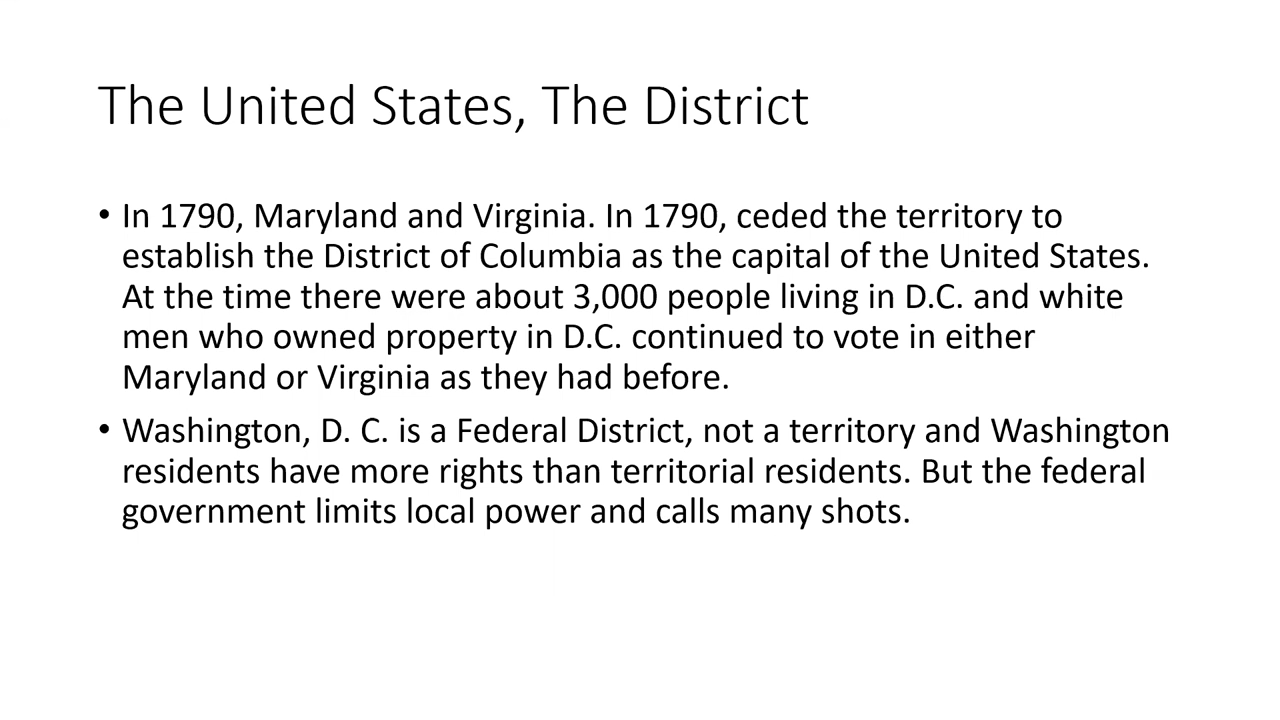 The United States, The District
• In 1790, Maryland and Virginia. In 1790, ceded the territory to
establish the District of Columbia as the capital of the United States.
At the time there were about 3,000 people living in D.C. and white
men who owned property in D.C. continued to vote in either
Maryland or Virginia as they had before.
• Washington, D. C. is a Federal District, not a territory and Washington
residents have more rights than territorial residents. But the federal
government limits local power and calls many shots.